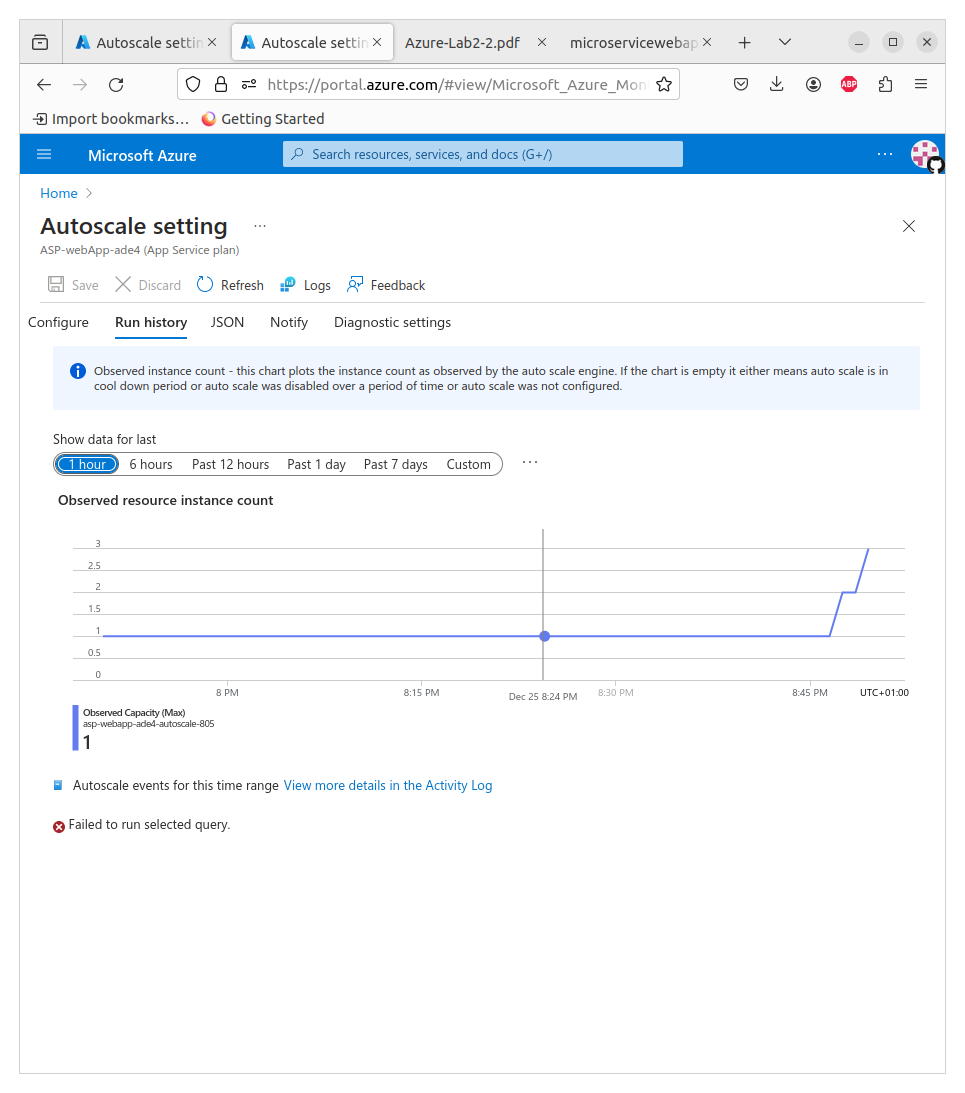 Autoscale settin
Autoscale settin
Azure-Lab2-2.pdf
microservicewebap
https://portal.azure.com/#view/Microsoft_Azure_Mon
ABP
Import bookmarks…
Getting Started
Microsoft Azure
Search resources, services, and docs (G+/)
Home
Autoscale setting
ASP-webApp-ade4 (App Service plan)
Save
Discard
Refresh
Logs
Feedback
Configure
Run history
JSON
Notify
Diagnostic settings
Observed instance count - this chart plots the instance count as observed by the auto scale engine. If the chart is empty it either means auto scale is in
cool down period or auto scale was disabled over a period of time or auto scale was not configured.
Show data for last
1 hour
6 hours
Past 12 hours
Past 1 day
Past 7 days
Custom
Observed resource instance count
3
2.5
2
1.5
1
0.5
0
8 PM
8:15 PM
Dec 25 8:24 PM
8:30 PM
8:45 PM
UTC+01:00
Observed Capacity (Max)
asp-webapp-ade4-autoscale-805
1
Autoscale events for this time range View more details in the Activity Log
Failed to run selected query.